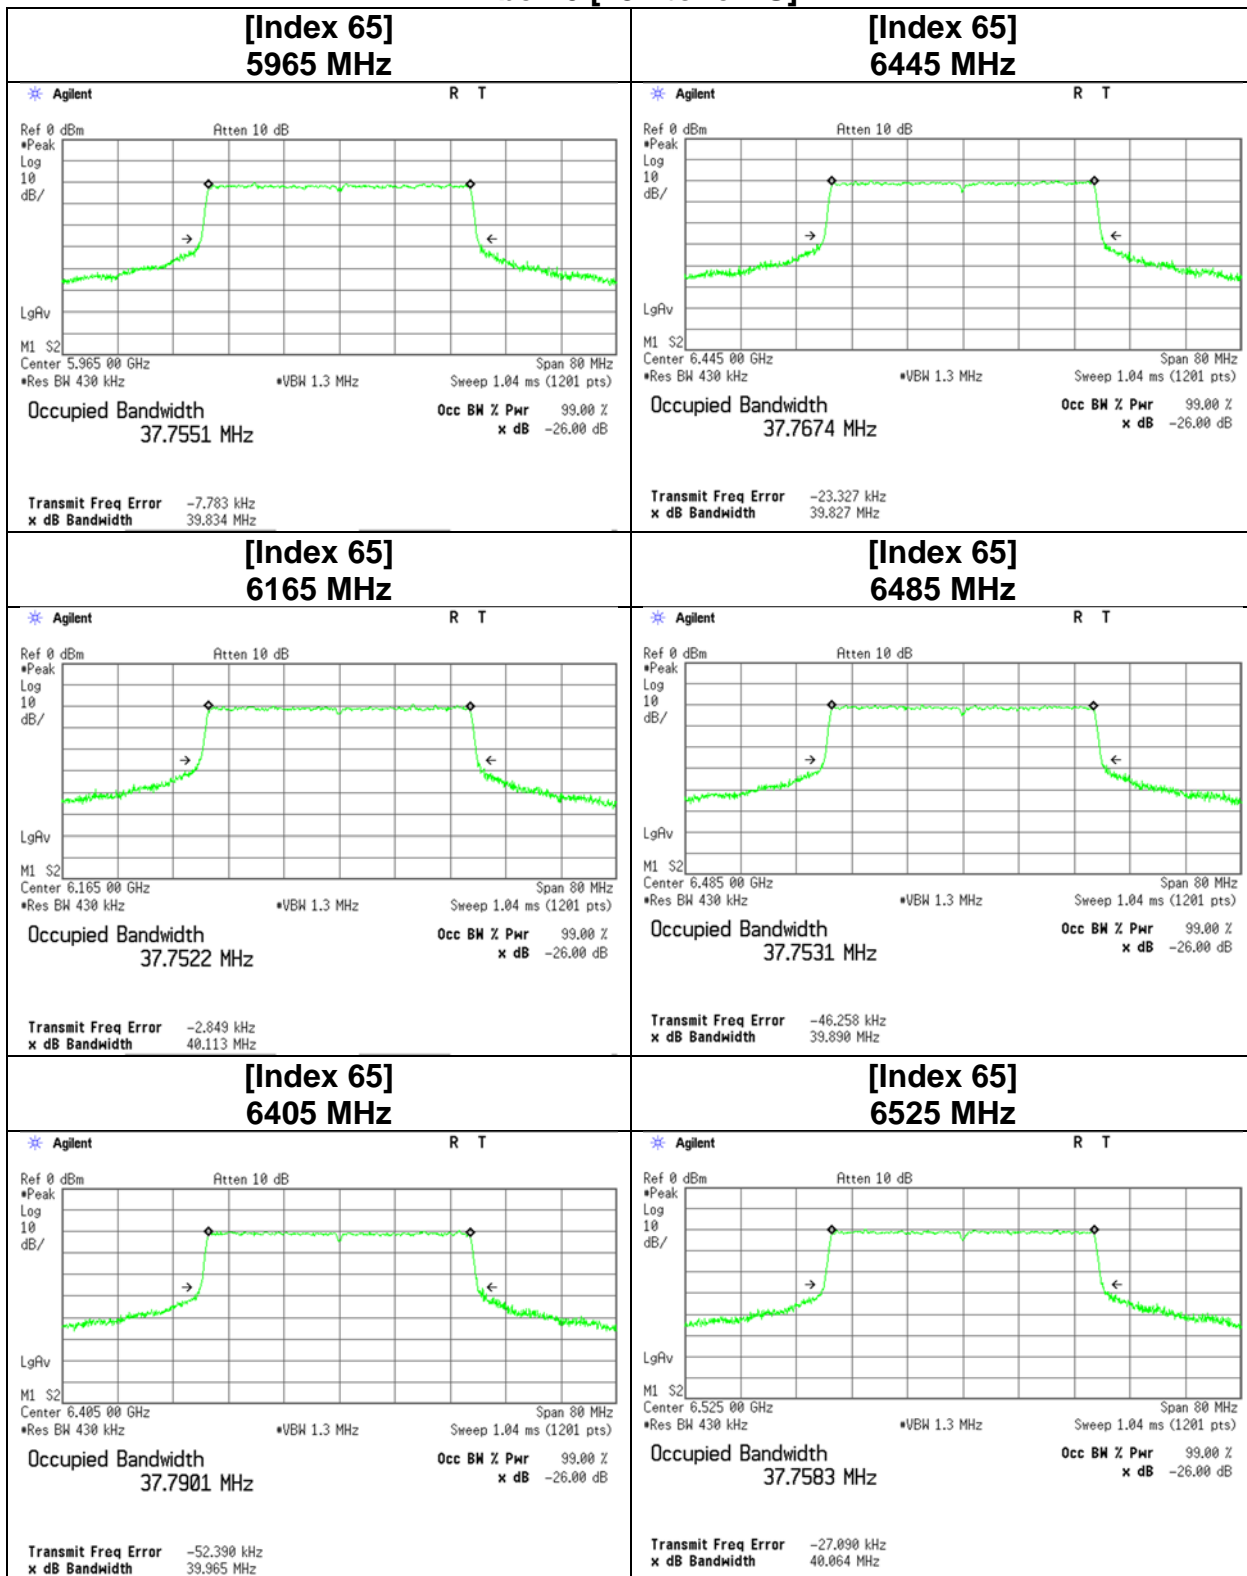 [Index 65]
5965 MHz
Agilent
R T
Ref 0 dBm
Atten 10 dB
#Peak
Log
10
dB/
LgAv
M1 S2
Center 5.965 00 GHz
Span 80 MHz
#Res BW 430 kHz
#VBW 1.3 MHz
Sweep 1.04 ms (1201 pts)
Occupied Bandwidth
37.7551 MHz
Occ BW % Pwr 99.00 %
x dB -26.00 dB
Transmit Freq Error -7.783 kHz
x dB Bandwidth 39.834 MHz
[Index 65]
6445 MHz
Agilent
R T
Ref 0 dBm
Atten 10 dB
#Peak
Log
10
dB/
LgAv
M1 S2
Center 6.445 00 GHz
Span 80 MHz
#Res BW 430 kHz
#VBW 1.3 MHz
Sweep 1.04 ms (1201 pts)
Occupied Bandwidth
37.7674 MHz
Occ BW % Pwr 99.00 %
x dB -26.00 dB
Transmit Freq Error -23.327 kHz
x dB Bandwidth 39.827 MHz
[Index 65]
6165 MHz
Agilent
R T
Ref 0 dBm
Atten 10 dB
#Peak
Log
10
dB/
LgAv
M1 S2
Center 6.165 00 GHz
Span 80 MHz
#Res BW 430 kHz
#VBW 1.3 MHz
Sweep 1.04 ms (1201 pts)
Occupied Bandwidth
37.7522 MHz
Occ BW % Pwr 99.00 %
x dB -26.00 dB
Transmit Freq Error -2.849 kHz
x dB Bandwidth 40.113 MHz
[Index 65]
6485 MHz
Agilent
R T
Ref 0 dBm
Atten 10 dB
#Peak
Log
10
dB/
LgAv
M1 S2
Center 6.485 00 GHz
Span 80 MHz
#Res BW 430 kHz
#VBW 1.3 MHz
Sweep 1.04 ms (1201 pts)
Occupied Bandwidth
37.7531 MHz
Occ BW % Pwr 99.00 %
x dB -26.00 dB
Transmit Freq Error -46.258 kHz
x dB Bandwidth 39.890 MHz
[Index 65]
6405 MHz
Agilent
R T
Ref 0 dBm
Atten 10 dB
#Peak
Log
10
dB/
LgAv
M1 S2
Center 6.405 00 GHz
Span 80 MHz
#Res BW 430 kHz
#VBW 1.3 MHz
Sweep 1.04 ms (1201 pts)
Occupied Bandwidth
37.7901 MHz
Occ BW % Pwr 99.00 %
x dB -26.00 dB
Transmit Freq Error -52.390 kHz
x dB Bandwidth 39.965 MHz
[Index 65]
6525 MHz
Agilent
R T
Ref 0 dBm
Atten 10 dB
#Peak
Log
10
dB/
LgAv
M1 S2
Center 6.525 00 GHz
Span 80 MHz
#Res BW 430 kHz
#VBW 1.3 MHz
Sweep 1.04 ms (1201 pts)
Occupied Bandwidth
37.7583 MHz
Occ BW % Pwr 99.00 %
x dB -26.00 dB
Transmit Freq Error -27.090 kHz
x dB Bandwidth 40.064 MHz